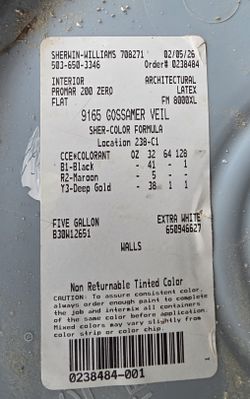 SHERWIN-WILLIAMS 708271 02/05/26
503-650-3346 Order# 0238484
INTERIOR ARCHITECTURAL
PROMAR 200 ZERO LATEX
FLAT FM 8000XL
9165 GOSSAMER VEIL
SHER-COLOR FORMULA
Location 238-C1
CCE*COLORANT OZ 32 64 128
B1-Black - 41 - 1
R2-Maroon - 5 - -
Y3-Deep Gold - 38 1 1
FIVE GALLON EXTRA WHITE
B30W12651 650946627
WALLS
Non Returnable Tinted Color
CAUTION: To assure consistent color,
always order enough paint to complete
the job and intermix all containers
of the same color before application.
Mixed colors may vary slightly from
color strip or color chip.
0238484-001